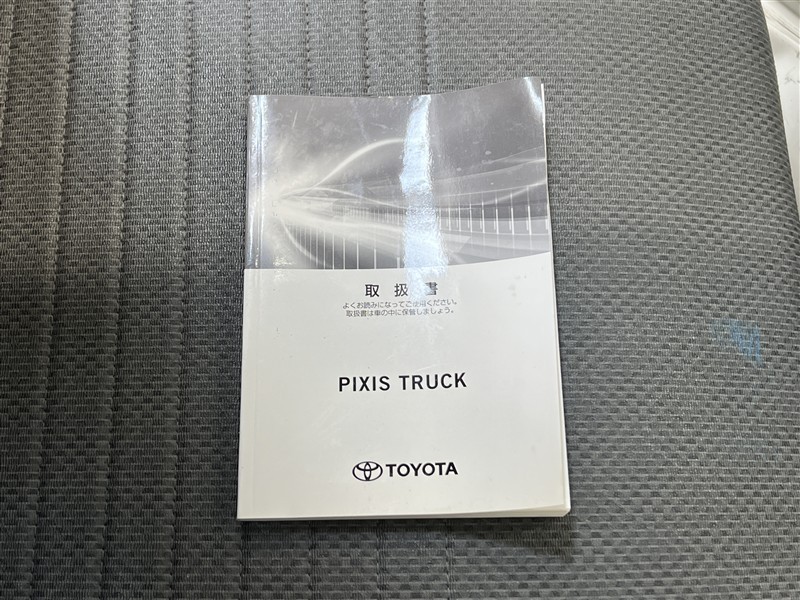 取扱書
よくお読みになってご使用ください。
取扱書は車の中に保管しましょう。
PIXIS TRUCK
TOYOTA